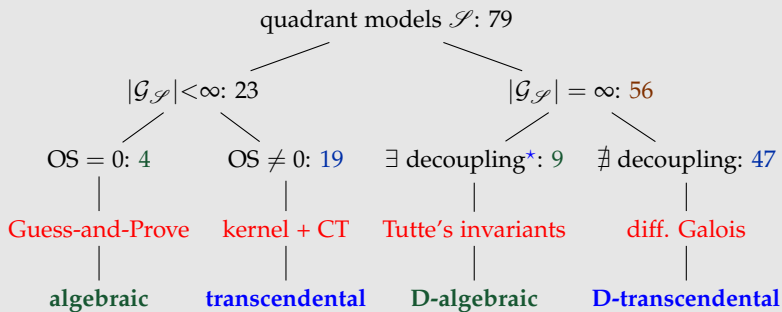 quadrant models 𝒮: 79
|𝒢𝒮|<∞: 23 |𝒢𝒮| = ∞: 56
OS = 0: 4 OS ≠ 0: 19 ∃ decoupling⋆: 9 ∄ decoupling: 47
Guess-and-Prove kernel + CT Tutte's invariants diff. Galois
algebraic transcendental D-algebraic D-transcendental